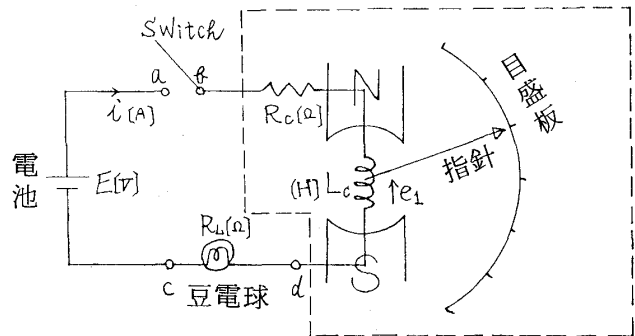 Switch
a
b
i[A]
Rc[Ω]
N
目盛板
指針
電池
E[V]
(H) Lc
↑e1
RL[Ω]
c
豆電球
d
S